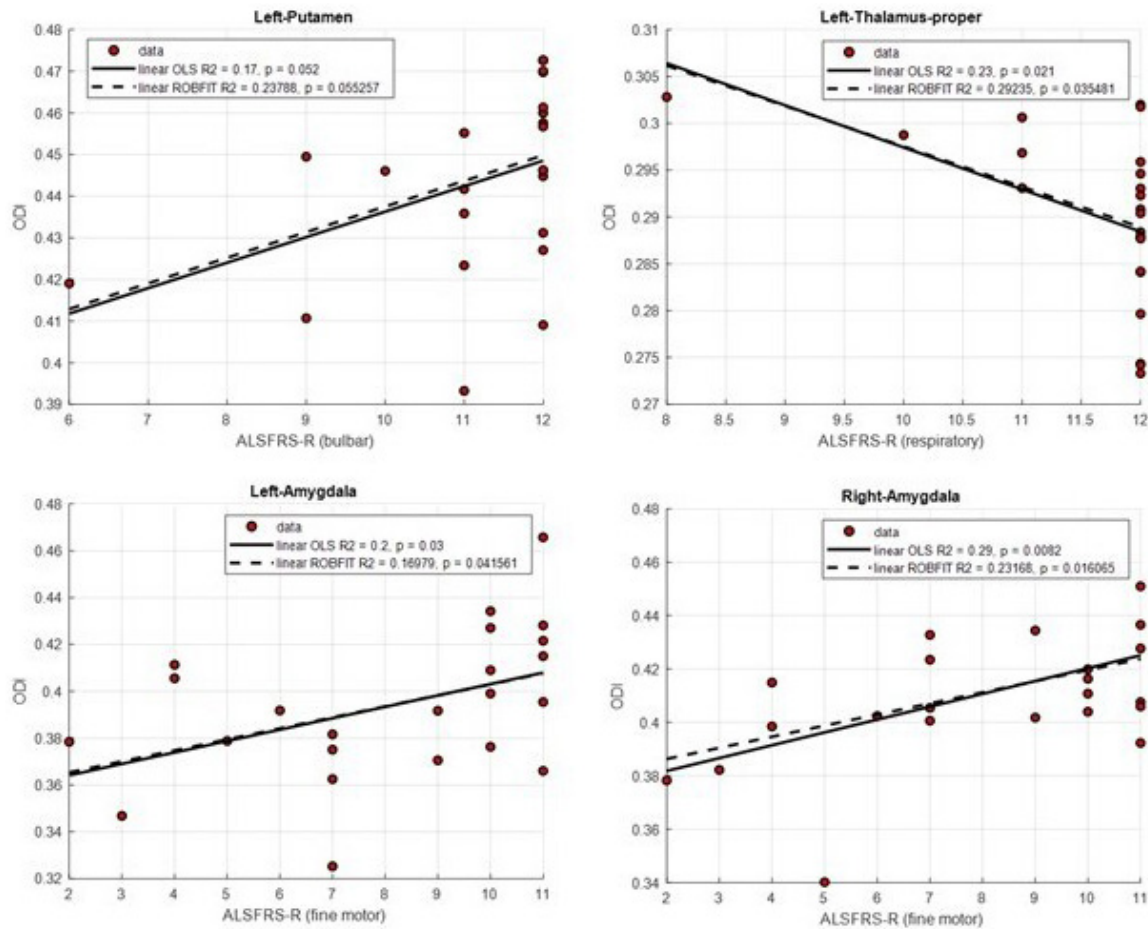 Left-Putamen
0.48
0.47
0.46
0.45
0.44
0.43
0.42
0.41
0.4
0.39
ODI
data
linear OLS R2 = 0.17, p = 0.052
linear ROBFIT R2 = 0.23788, p = 0.055257
6 7 8 9 10 11 12
ALSFRS-R (bulbar)
Left-Thalamus-proper
0.31
0.305
0.3
0.295
0.29
0.285
0.28
0.275
0.27
ODI
data
linear OLS R2 = 0.23, p = 0.021
linear ROBFIT R2 = 0.29235, p = 0.035481
8 8.5 9 9.5 10 10.5 11 11.5 12
ALSFRS-R (respiratory)
Left-Amygdala
0.48
0.46
0.44
0.42
0.4
0.38
0.36
0.34
0.32
ODI
data
linear OLS R2 = 0.2, p = 0.03
linear ROBFIT R2 = 0.16979, p = 0.041561
2 3 4 5 6 7 8 9 10 11
ALSFRS-R (fine motor)
Right-Amygdala
0.48
0.46
0.44
0.42
0.4
0.38
0.36
0.34
ODI
data
linear OLS R2 = 0.29, p = 0.0082
linear ROBFIT R2 = 0.23168, p = 0.016065
2 3 4 5 6 7 8 9 10 11
ALSFRS-R (fine motor)